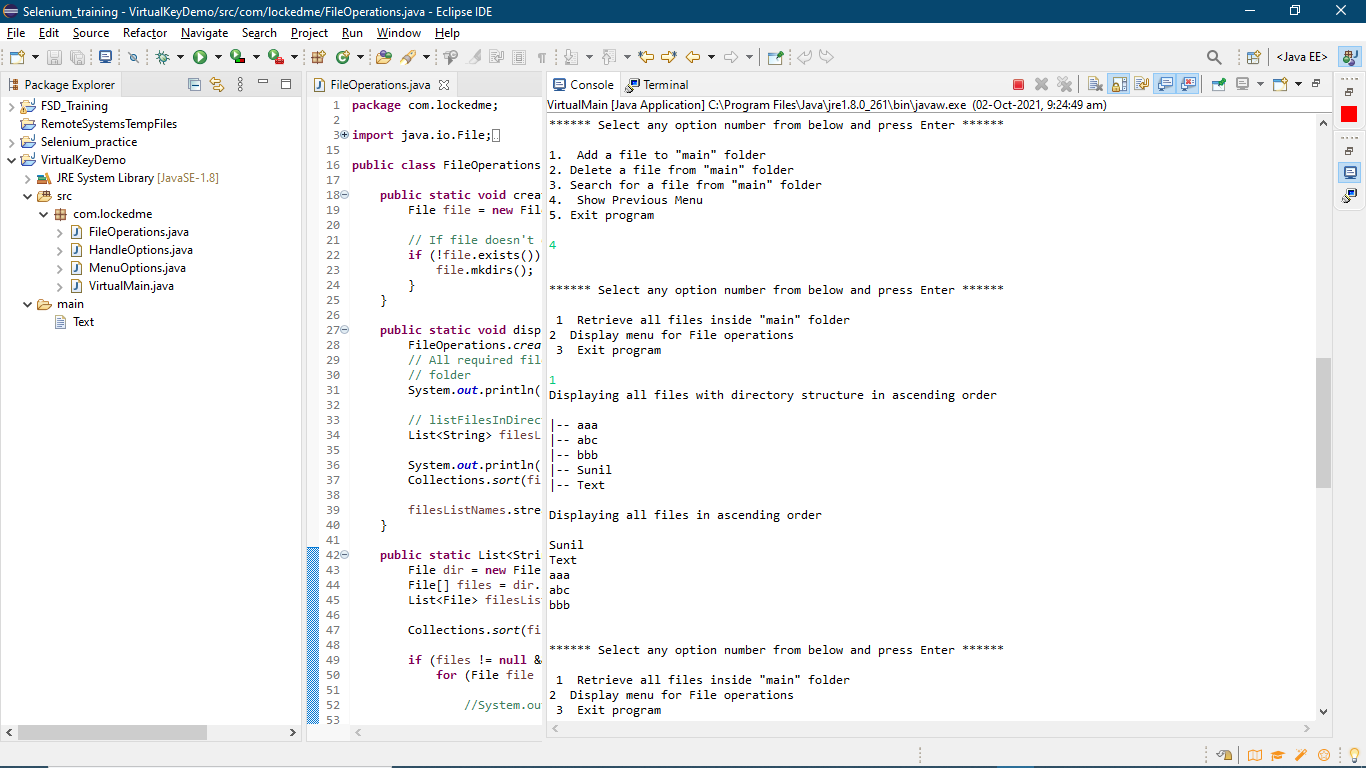 Selenium_training - VirtualKeyDemo/src/com/lockedme/FileOperations.java - Eclipse IDE
File Edit Source Refactor Navigate Search Project Run Window Help
<Java EE>
Package Explorer
FSD_Training
RemoteSystemsTempFiles
Selenium_practice
VirtualKeyDemo
JRE System Library [JavaSE-1.8]
src
com.lockedme
FileOperations.java
HandleOptions.java
MenuOptions.java
VirtualMain.java
main
Text
FileOperations.java
1 package com.lockedme;
2
3 import java.io.File;
15
16 public class FileOperations
17
18 public static void crea
19 File file = new Fil
20
21 // If file doesn't
22 if (!file.exists())
23 file.mkdirs();
24 }
25 }
26
27 public static void disp
28 FileOperations.crea
29 // All required fil
30 // folder
31 System.out.println(
32
33 // listFilesInDirec
34 List<String> filesL
35
36 System.out.println(
37 Collections.sort(fi
38
39 filesListNames.stre
40 }
41
42 public static List<Stri
43 File dir = new File
44 File[] files = dir.
45 List<File> filesLis
46
47 Collections.sort(fi
48
49 if (files != null &
50 for (File file
51
52 //System.ou
53
Console Terminal
VirtualMain [Java Application] C:\Program Files\Java\jre1.8.0_261\bin\javaw.exe (02-Oct-2021, 9:24:49 am)
****** Select any option number from below and press Enter ******
1. Add a file to "main" folder
2. Delete a file from "main" folder
3. Search for a file from "main" folder
4. Show Previous Menu
5. Exit program
4
****** Select any option number from below and press Enter ******
1 Retrieve all files inside "main" folder
2 Display menu for File operations
3 Exit program
1
Displaying all files with directory structure in ascending order
|-- aaa
|-- abc
|-- bbb
|-- Sunil
|-- Text
Displaying all files in ascending order
Sunil
Text
aaa
abc
bbb
****** Select any option number from below and press Enter ******
1 Retrieve all files inside "main" folder
2 Display menu for File operations
3 Exit program